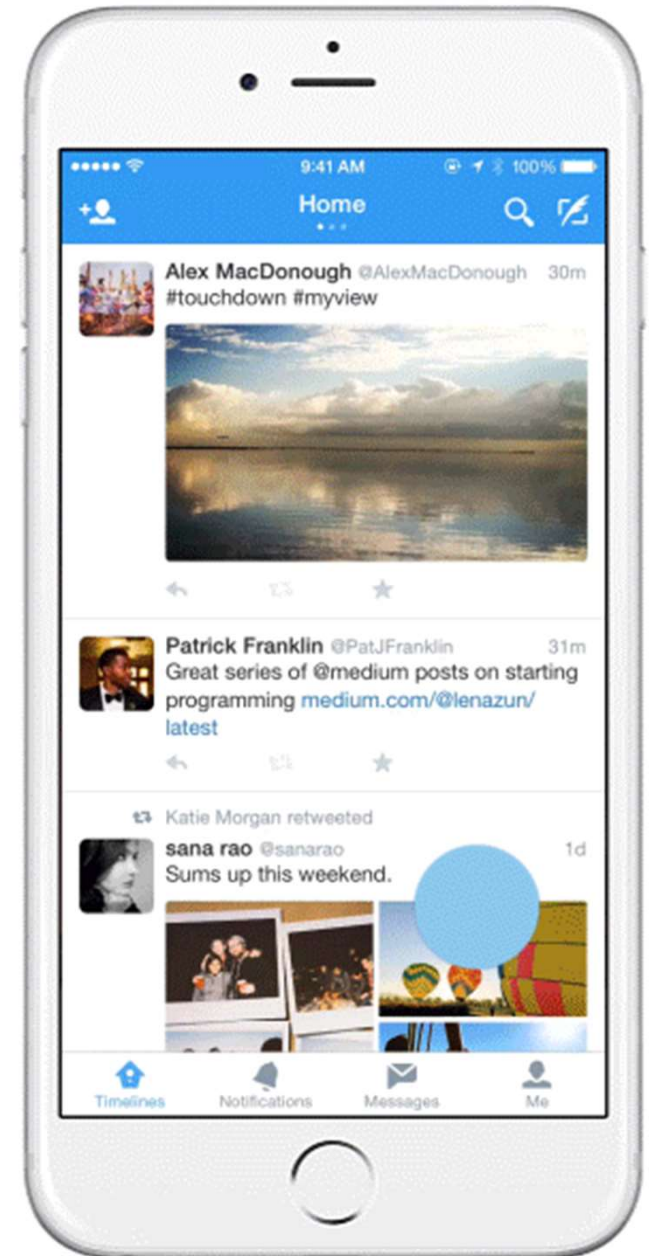 9:41 AM 100%
Home
Alex MacDonough @AlexMacDonough 30m
#touchdown #myview
Patrick Franklin @PatJFranklin 31m
Great series of @medium posts on starting
programming medium.com/@lenazun/
latest
Katie Morgan retweeted
sana rao @sanarao 1d
Sums up this weekend.
Timelines Notifications Messages Me